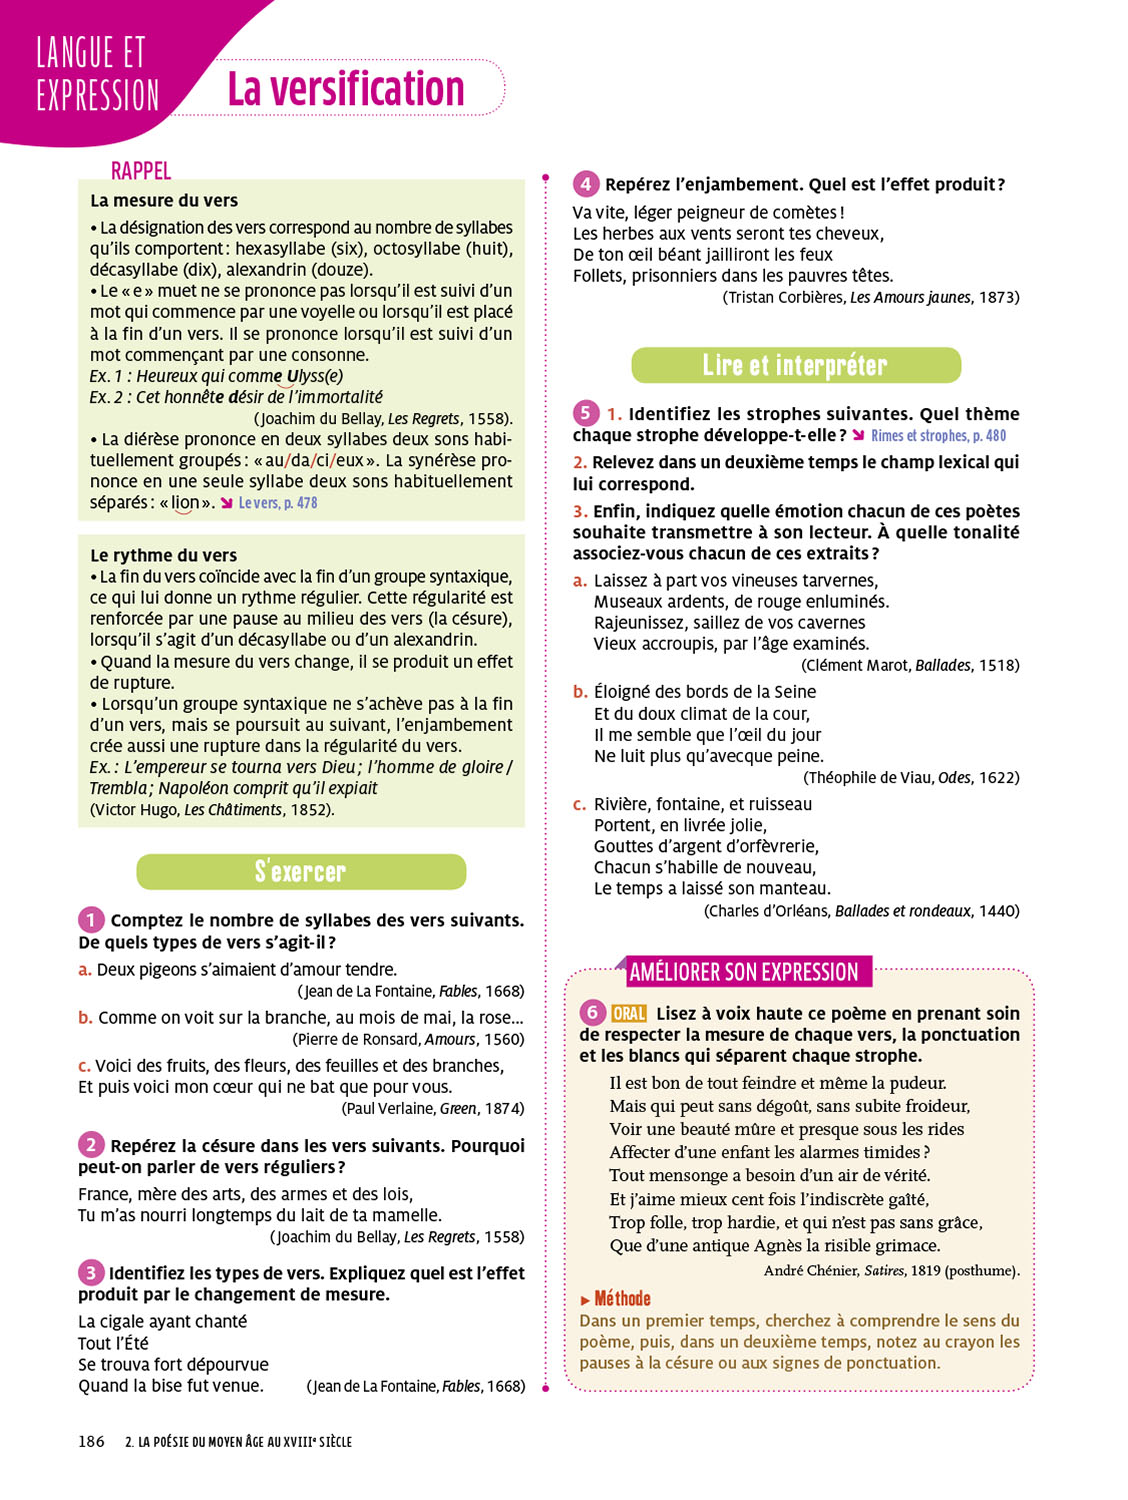 LANGUE ET
EXPRESSION
La versification
RAPPEL
La mesure du vers
• La désignation des vers correspond au nombre de syllabes
qu’ils comportent : hexasyllabe (six), octosyllabe (huit),
décasyllabe (dix), alexandrin (douze).
• Le « e » muet ne se prononce pas lorsqu’il est suivi d’un
mot qui commence par une voyelle ou lorsqu’il est placé
à la fin d’un vers. Il se prononce lorsqu’il est suivi d’un
mot commençant par une consonne.
Ex. 1 : Heureux qui comme Ulyss(e)
Ex. 2 : Cet honnête désir de l’immortalité
(Joachim du Bellay, Les Regrets, 1558).
• La diérèse prononce en deux syllabes deux sons habi-
tuellement groupés : « au/da/ci/eux ». La synérèse pro-
nonce en une seule syllabe deux sons habituellement
séparés : « lion ». ➘ Le vers, p. 478
Le rythme du vers
• La fin du vers coïncide avec la fin d’un groupe syntaxique,
ce qui lui donne un rythme régulier. Cette régularité est
renforcée par une pause au milieu des vers (la césure),
lorsqu’il s’agit d’un décasyllabe ou d’un alexandrin.
• Quand la mesure du vers change, il se produit un effet
de rupture.
• Lorsqu’un groupe syntaxique ne s’achève pas à la fin
d’un vers, mais se poursuit au suivant, l’enjambement
crée aussi une rupture dans la régularité du vers.
Ex. : L’empereur se tourna vers Dieu ; l’homme de gloire /
Trembla ; Napoléon comprit qu’il expiait
(Victor Hugo, Les Châtiments, 1852).
S'exercer
1 Comptez le nombre de syllabes des vers suivants.
De quels types de vers s’agit-il ?
a. Deux pigeons s’aimaient d’amour tendre.
(Jean de La Fontaine, Fables, 1668)
b. Comme on voit sur la branche, au mois de mai, la rose...
(Pierre de Ronsard, Amours, 1560)
c. Voici des fruits, des fleurs, des feuilles et des branches,
Et puis voici mon cœur qui ne bat que pour vous.
(Paul Verlaine, Green, 1874)
2 Repérez la césure dans les vers suivants. Pourquoi
peut-on parler de vers réguliers ?
France, mère des arts, des armes et des lois,
Tu m’as nourri longtemps du lait de ta mamelle.
(Joachim du Bellay, Les Regrets, 1558)
3 Identifiez les types de vers. Expliquez quel est l’effet
produit par le changement de mesure.
La cigale ayant chanté
Tout l’Été
Se trouva fort dépourvue
Quand la bise fut venue. (Jean de La Fontaine, Fables, 1668)
4 Repérez l’enjambement. Quel est l’effet produit ?
Va vite, léger peigneur de comètes !
Les herbes aux vents seront tes cheveux,
De ton œil béant jailliront les feux
Follets, prisonniers dans les pauvres têtes.
(Tristan Corbières, Les Amours jaunes, 1873)
Lire et interpréter
5 1. Identifiez les strophes suivantes. Quel thème
chaque strophe développe-t-elle ? ➘ Rimes et strophes, p. 480
2. Relevez dans un deuxième temps le champ lexical qui
lui correspond.
3. Enfin, indiquez quelle émotion chacun de ces poètes
souhaite transmettre à son lecteur. À quelle tonalité
associez-vous chacun de ces extraits ?
a. Laissez à part vos vineuses tarvernes,
Museaux ardents, de rouge enluminés.
Rajeunissez, saillez de vos cavernes
Vieux accroupis, par l’âge examinés.
(Clément Marot, Ballades, 1518)
b. Éloigné des bords de la Seine
Et du doux climat de la cour,
Il me semble que l’œil du jour
Ne luit plus qu’avecque peine.
(Théophile de Viau, Odes, 1622)
c. Rivière, fontaine, et ruisseau
Portent, en livrée jolie,
Gouttes d’argent d’orfèvrerie,
Chacun s’habille de nouveau,
Le temps a laissé son manteau.
(Charles d’Orléans, Ballades et rondeaux, 1440)
AMÉLIORER SON EXPRESSION
6 ORAL Lisez à voix haute ce poème en prenant soin
de respecter la mesure de chaque vers, la ponctuation
et les blancs qui séparent chaque strophe.
Il est bon de tout feindre et même la pudeur.
Mais qui peut sans dégoût, sans subite froideur,
Voir une beauté mûre et presque sous les rides
Affecter d’une enfant les alarmes timides ?
Tout mensonge a besoin d’un air de vérité.
Et j’aime mieux cent fois l’indiscrète gaîté,
Trop folle, trop hardie, et qui n’est pas sans grâce,
Que d’une antique Agnès la risible grimace.
André Chénier, Satires, 1819 (posthume).
► Méthode
Dans un premier temps, cherchez à comprendre le sens du
poème, puis, dans un deuxième temps, notez au crayon les
pauses à la césure ou aux signes de ponctuation.
186 2. LA POÉSIE DU MOYEN ÂGE AU XVIIIe SIÈCLE